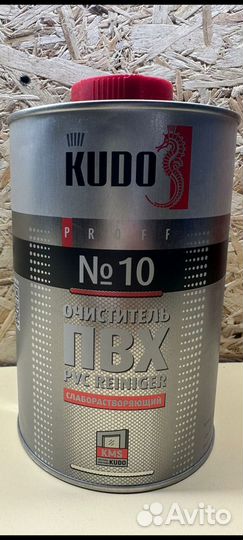 KUDO
PROFF
№10
ОЧИСТИТЕЛЬ
ПВХ
PVC REINIGER
СЛАБОРАСТВОРЯЮЩИЙ
KMS
KUDO
Avito